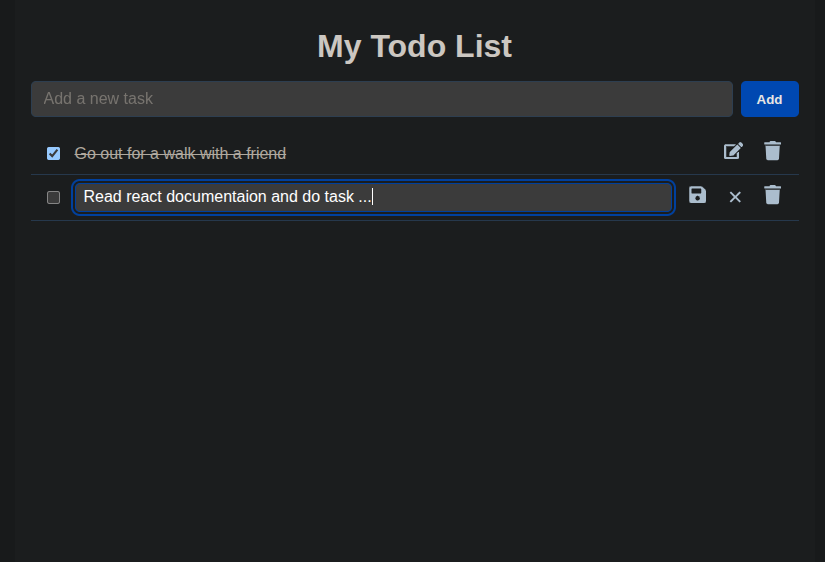 My Todo List
Add a new task
Add
Go out for a walk with a friend
Read react documentaion and do task ...